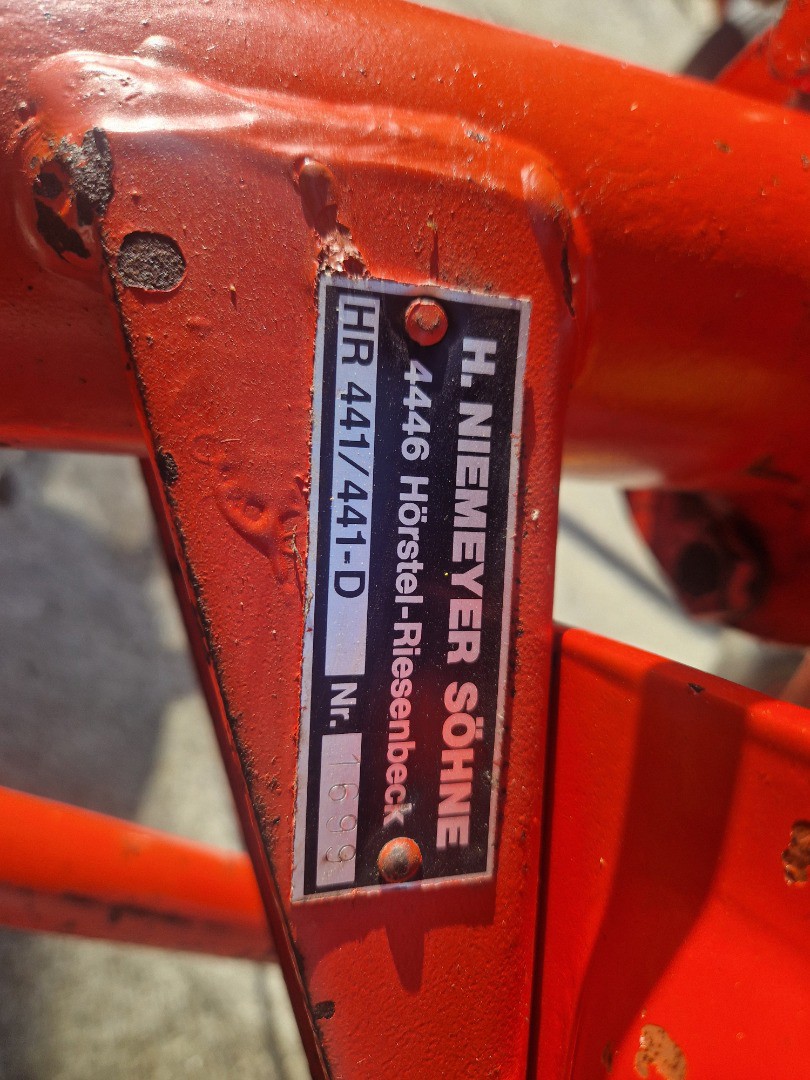 H. NIEMEYER SÖHNE
4446 Hörstel-Riesenbeck
HR 441/441-D Nr. 1699